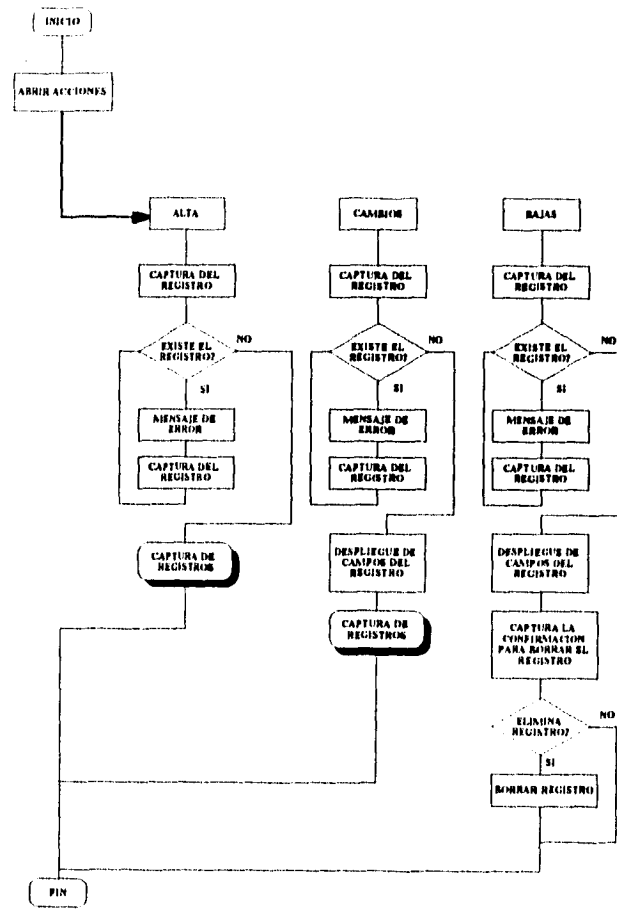 INICIO
ABRIR ACCIONES
ALTA
CAPTURA DEL
REGISTRO
EXISTE EL
REGISTRO?
NO
SI
MENSAJE DE
ERROR
CAPTURA DEL
REGISTRO
CAPTURA DE
REGISTROS
CAMBIOS
CAPTURA DEL
REGISTRO
EXISTE EL
REGISTRO?
NO
SI
MENSAJE DE
ERROR
CAPTURA DEL
REGISTRO
DESPLIEGUE DE
CAMPOS DEL
REGISTRO
CAPTURA DE
REGISTROS
BAJAS
CAPTURA DEL
REGISTRO
EXISTE EL
REGISTRO?
NO
SI
MENSAJE DE
ERROR
CAPTURA DEL
REGISTRO
DESPLIEGUE DE
CAMPOS DEL
REGISTRO
CAPTURA LA
CONFIRMACION
PARA BORRAR EL
REGISTRO
ELIMINA
REGISTRO?
NO
SI
BORRAR REGISTRO
FIN